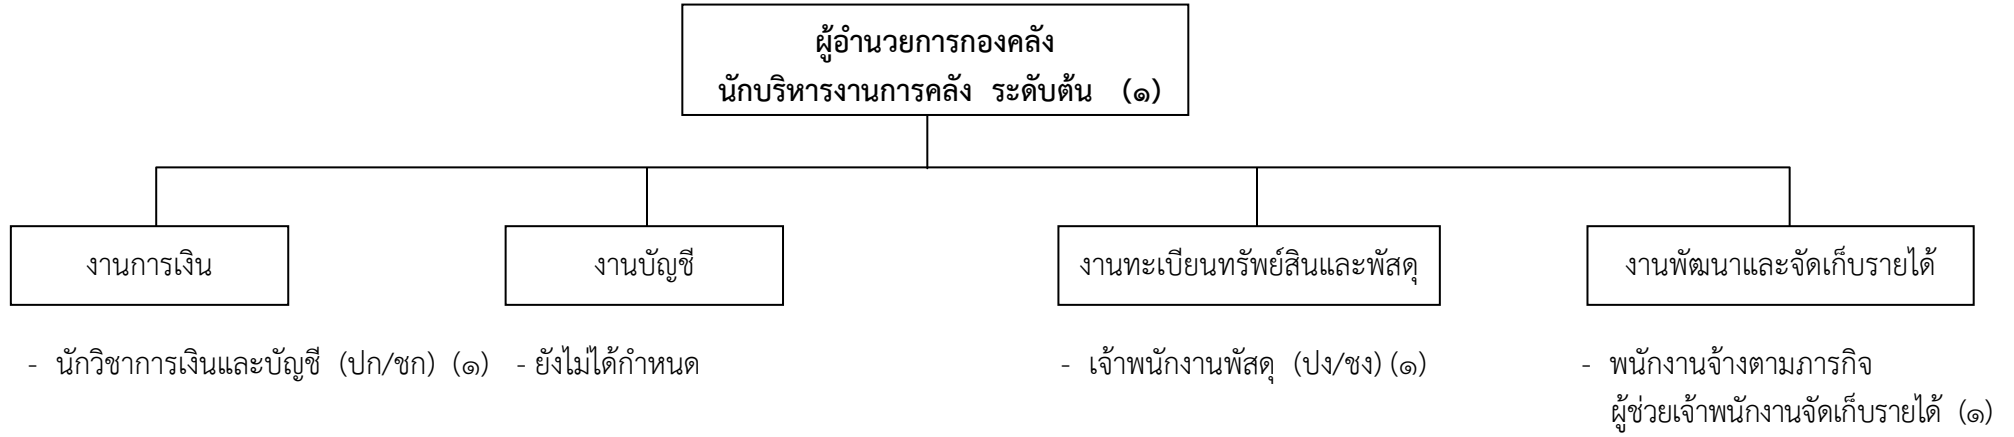 ผู้อำนวยการกองคลัง
นักบริหารงานการคลัง ระดับต้น (๑)
งานการเงิน
งานบัญชี
งานทะเบียนทรัพย์สินและพัสดุ
งานพัฒนาและจัดเก็บรายได้
- นักวิชาการเงินและบัญชี (ปก/ชก) (๑)
- ยังไม่ได้กำหนด
- เจ้าพนักงานพัสดุ (ปง/ชง) (๑)
- พนักงานจ้างตามภารกิจ
ผู้ช่วยเจ้าพนักงานจัดเก็บรายได้ (๑)